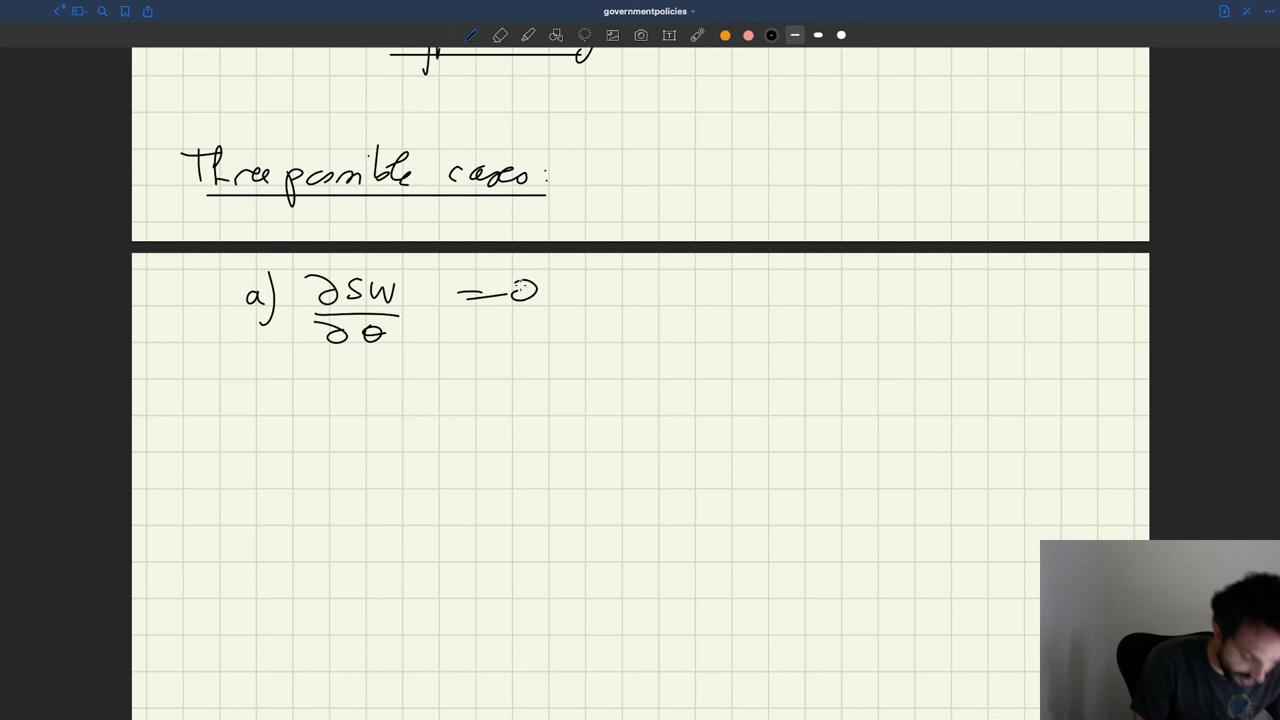 governmentpolicies
Three possible cases:
a) ∂SW/∂θ = 0